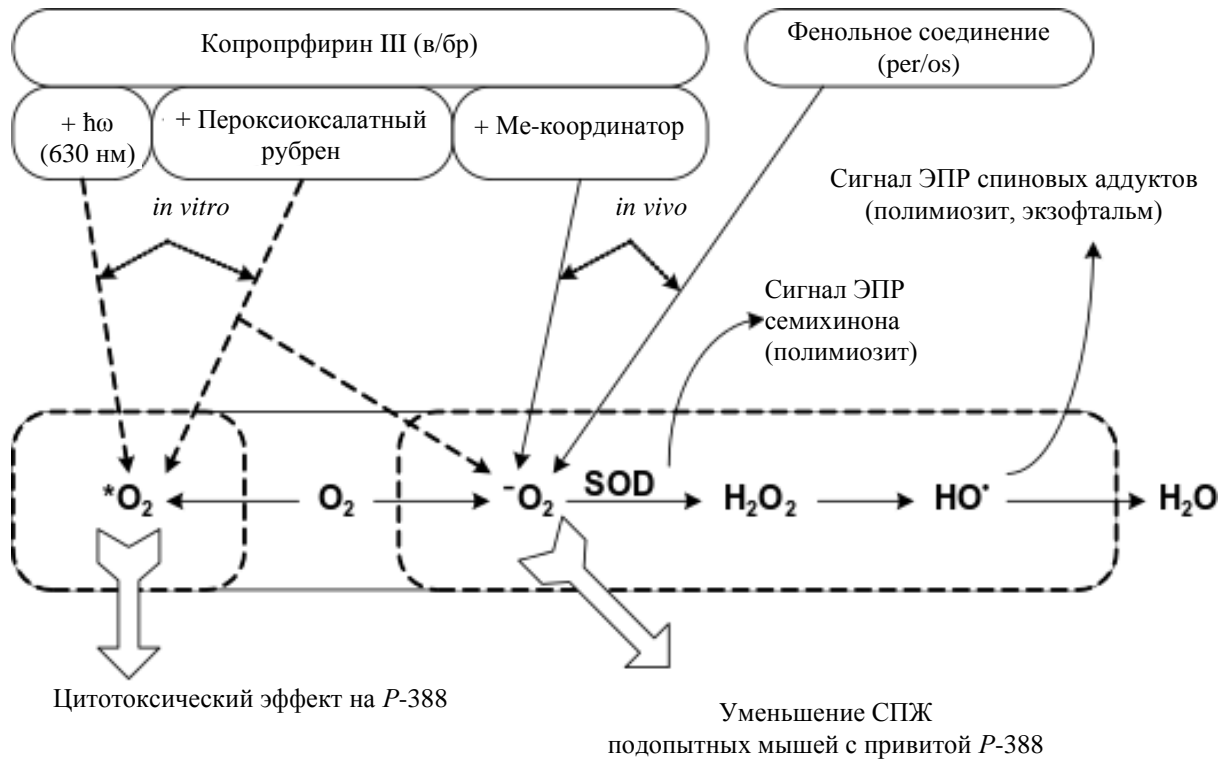 Копропрфирин III (в/бр)
Фенольное соединение
(per/os)
+ ħω
(630 нм)
+ Пероксиоксалатный
рубрен
+ Ме-координатор
in vitro
in vivo
Сигнал ЭПР спиновых аддуктов
(полимиозит, экзофтальм)
Сигнал ЭПР
семихинона
(полимиозит)
*O₂
O₂
⁻O₂
SOD
H₂O₂
HO˙
H₂O
Цитотоксический эффект на P-388
Уменьшение СПЖ
подопытных мышей с привитой P-388